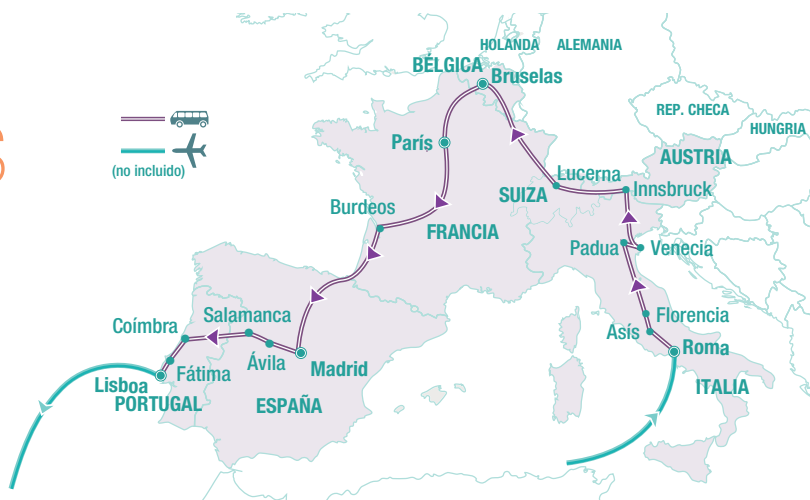 HOLANDA
ALEMANIA
BÉLGICA
Bruselas
REP. CHECA
HUNGRIA
París
AUSTRIA
(no incluido)
Lucerna
Innsbruck
SUIZA
Burdeos
FRANCIA
Padua
Venecia
Salamanca
Florencia
Coímbra
Asís
Roma
Ávila
Madrid
Fátima
Lisboa
ITALIA
PORTUGAL
ESPAÑA